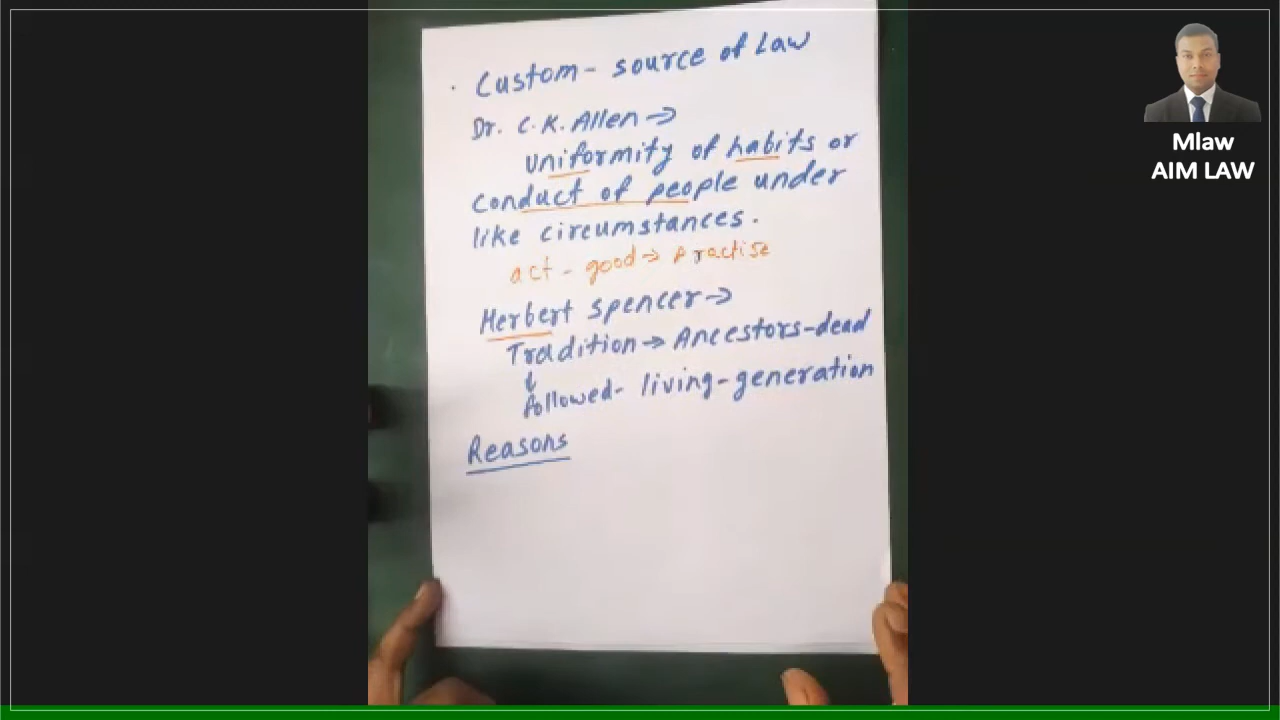 Custom - source of Law
Dr. C.K. Allen →
uniformity of habits or
conduct of people under
like circumstances.
act - good → Practise
Herbert spencer →
Tradition → Ancestors-dead
↓
followed- living-generation
Reasons
Mlaw
AIM LAW